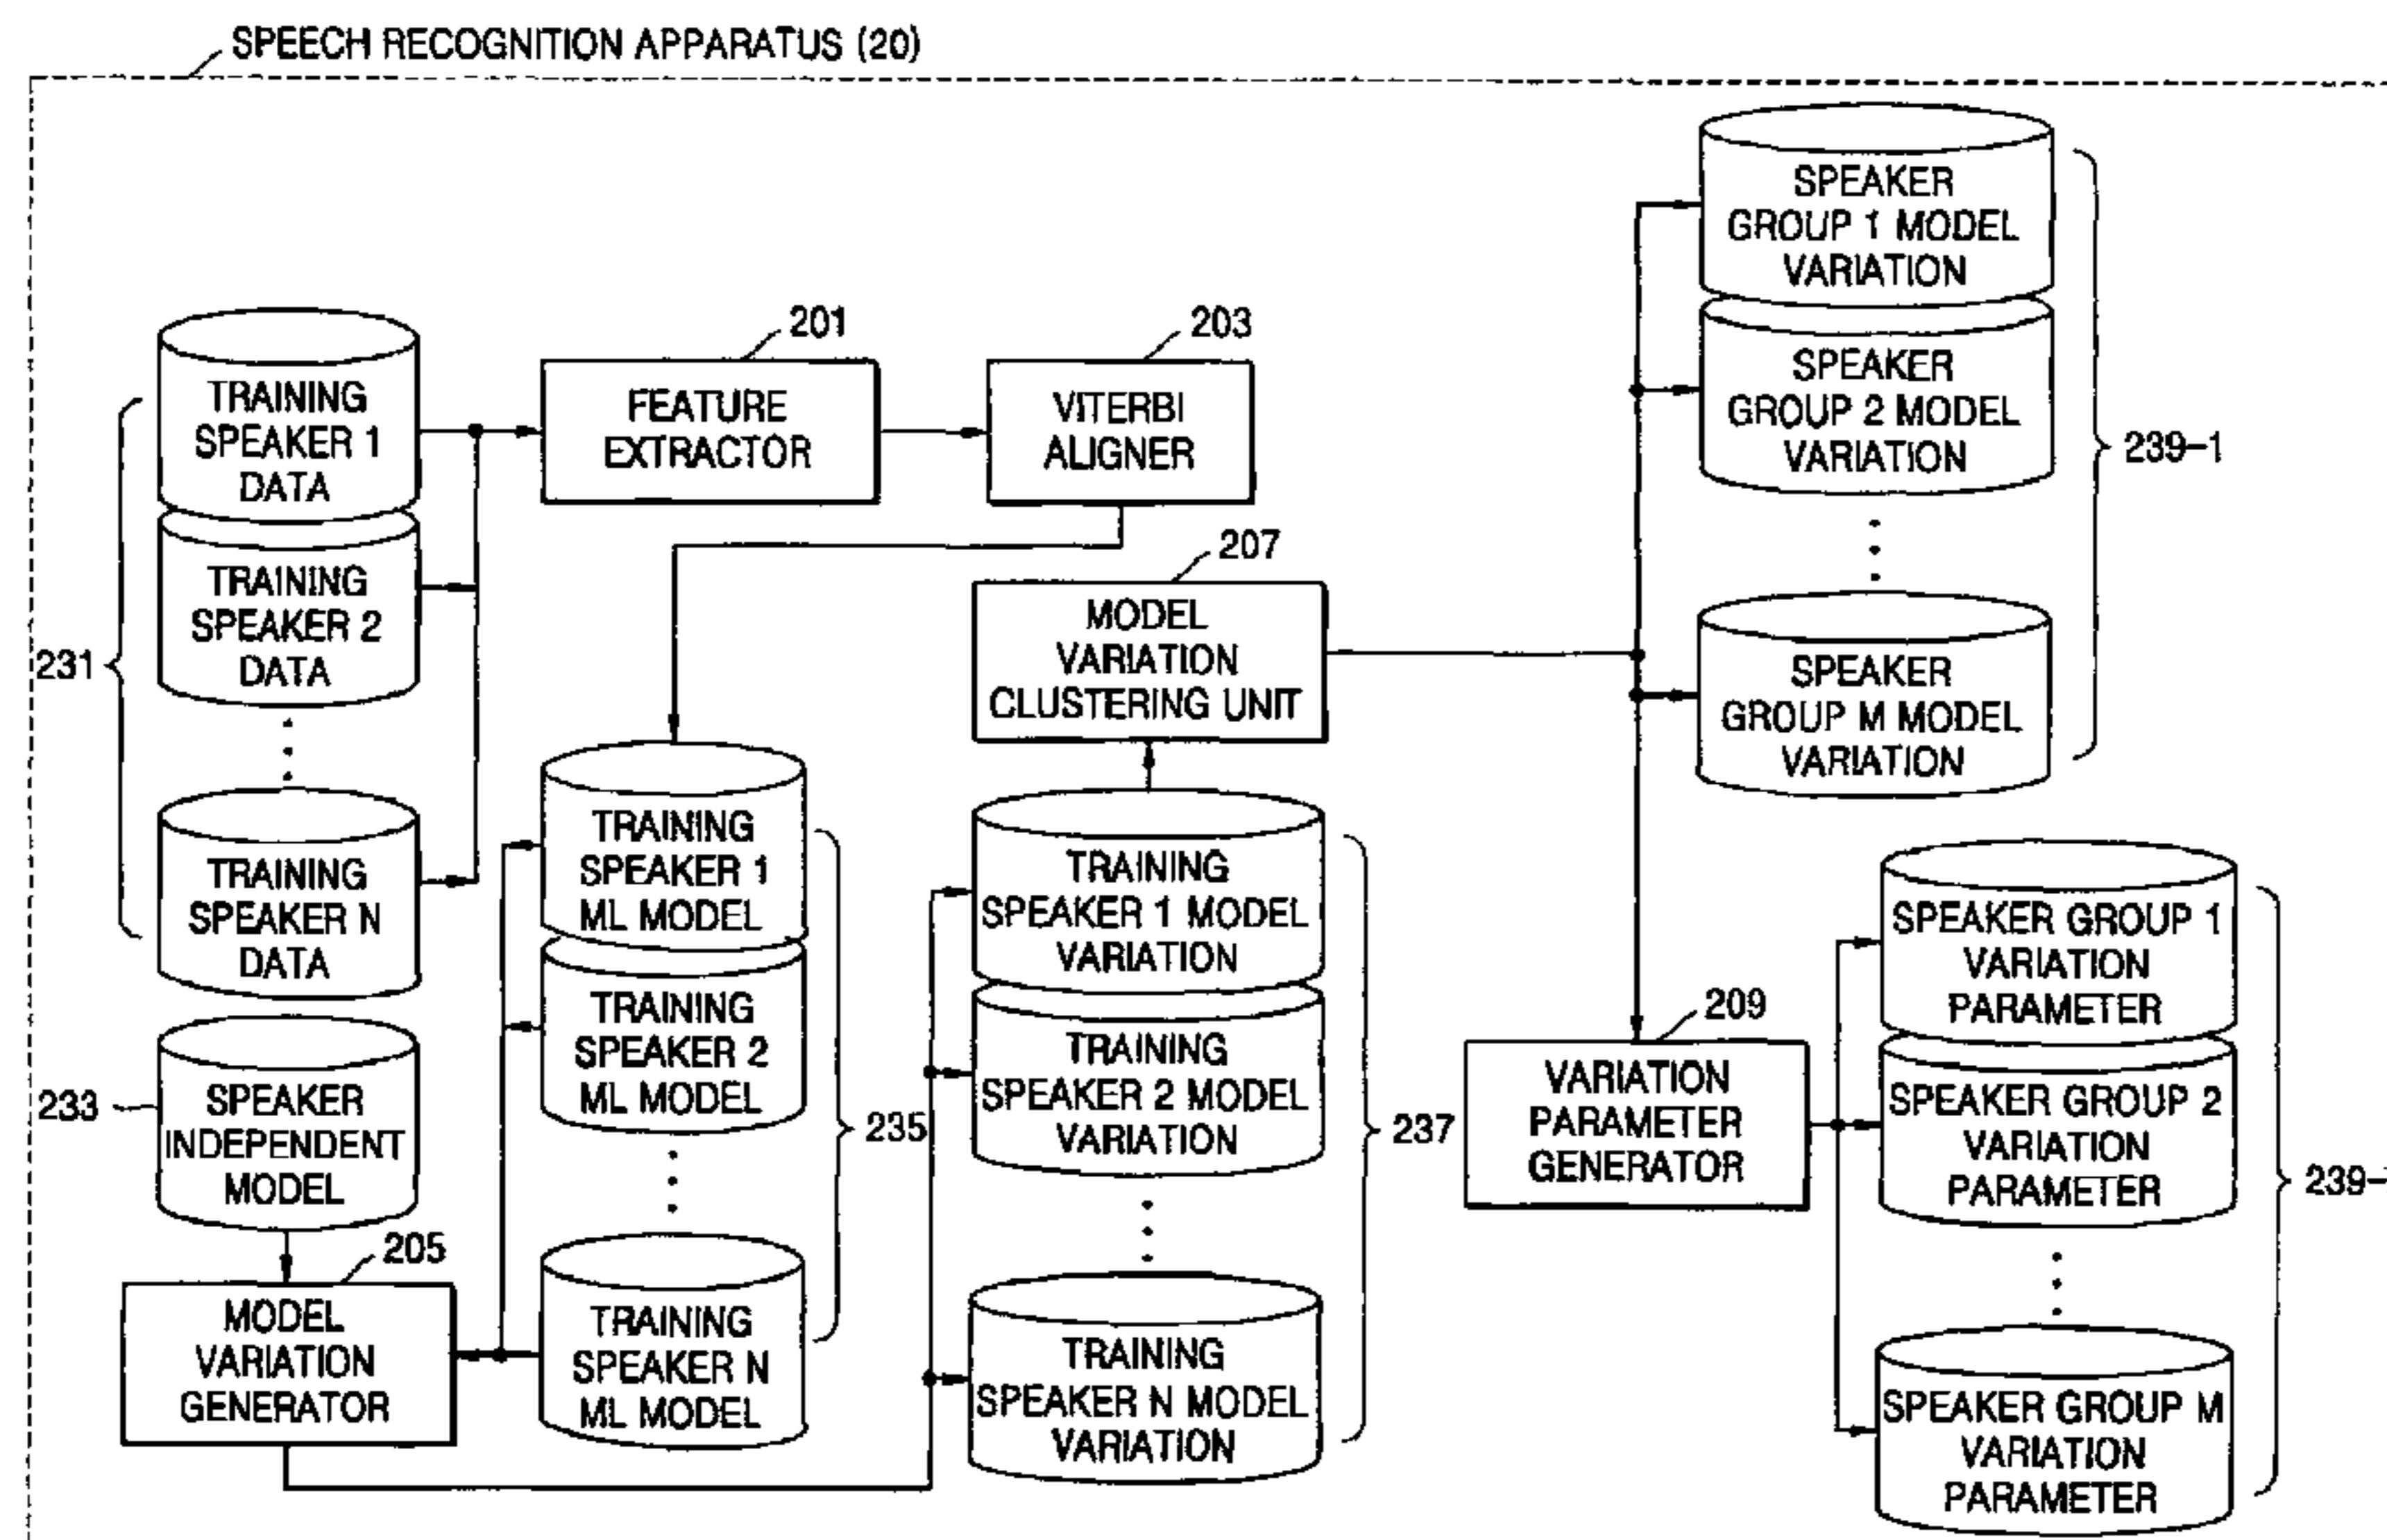 SPEECH RECOGNITION APPARATUS (20)
TRAINING
SPEAKER 1
DATA
TRAINING
SPEAKER 2
DATA
TRAINING
SPEAKER N
DATA
231
201
FEATURE
EXTRACTOR
203
VITERBI
ALIGNER
233
SPEAKER
INDEPENDENT
MODEL
205
MODEL
VARIATION
GENERATOR
TRAINING
SPEAKER 1
ML MODEL
TRAINING
SPEAKER 2
ML MODEL
TRAINING
SPEAKER N
ML MODEL
235
207
MODEL
VARIATION
CLUSTERING UNIT
TRAINING
SPEAKER 1 MODEL
VARIATION
TRAINING
SPEAKER 2 MODEL
VARIATION
TRAINING
SPEAKER N MODEL
VARIATION
237
SPEAKER
GROUP 1 MODEL
VARIATION
SPEAKER
GROUP 2 MODEL
VARIATION
SPEAKER
GROUP M MODEL
VARIATION
239-1
209
VARIATION
PARAMETER
GENERATOR
SPEAKER GROUP 1
VARIATION
PARAMETER
SPEAKER GROUP 2
VARIATION
PARAMETER
SPEAKER GROUP M
VARIATION
PARAMETER
239-